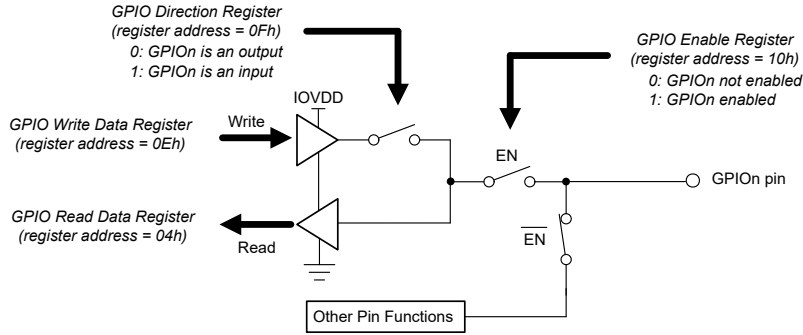 GPIO Direction Register
(register address = 0Fh)
0: GPIOn is an output
1: GPIOn is an input
GPIO Enable Register
(register address = 10h)
0: GPIOn not enabled
1: GPIOn enabled
IOVDD
GPIO Write Data Register
(register address = 0Eh)
Write
EN
GPIOn pin
GPIO Read Data Register
(register address = 04h)
Read
EN
Other Pin Functions